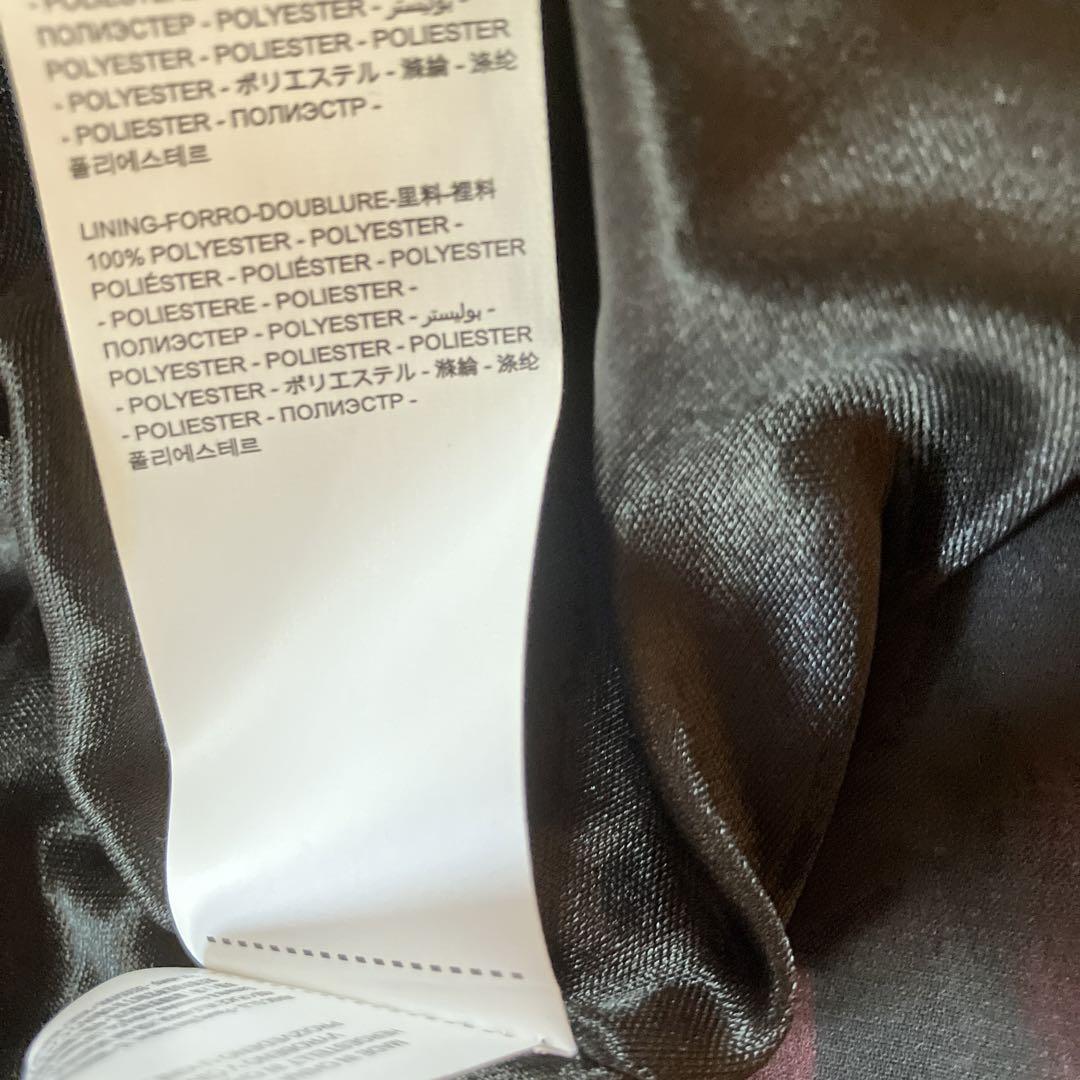 ПОЛИЭСТЕР - POLYESTER - بوليستر -
POLYESTER - POLIESTER - POLIESTER
- POLYESTER - ポリエステル - 滌綸 - 涤纶
- POLIESTER - ПОЛИЭСТР -
폴리에스테르
LINING-FORRO-DOUBLURE-里料-裡料
100% POLYESTER - POLYESTER -
POLIÉSTER - POLIÉSTER - POLYESTER
- POLIESTERE - POLIESTER -
ПОЛИЭСТЕР - POLYESTER - بوليستر -
POLYESTER - POLIESTER - POLIESTER
- POLYESTER - ポリエステル - 滌綸 - 涤纶
- POLIESTER - ПОЛИЭСТР -
폴리에스테르